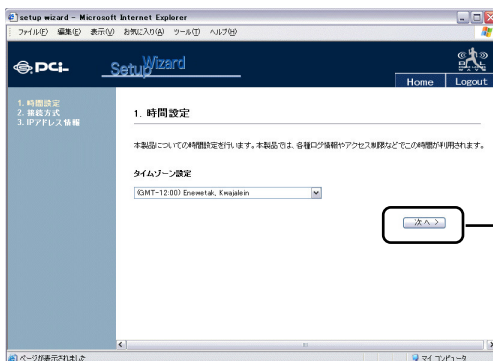 setup wizard - Microsoft Internet Explorer
ファイル(F) 編集(E) 表示(V) お気に入り(A) ツール(T) ヘルプ(H)
PCi
SetupWizard
Home Logout
1. 時間設定
2. 接続方式
3. IPアドレス情報
1. 時間設定
本製品についての時間設定を行います。本製品では、各種ログ情報やアクセス制限などでこの時間が利用されます。
タイムゾーン設定
(GMT-12:00) Enewetak, Kwajalein
次へ >
ページが表示されました
マイ コンピュータ